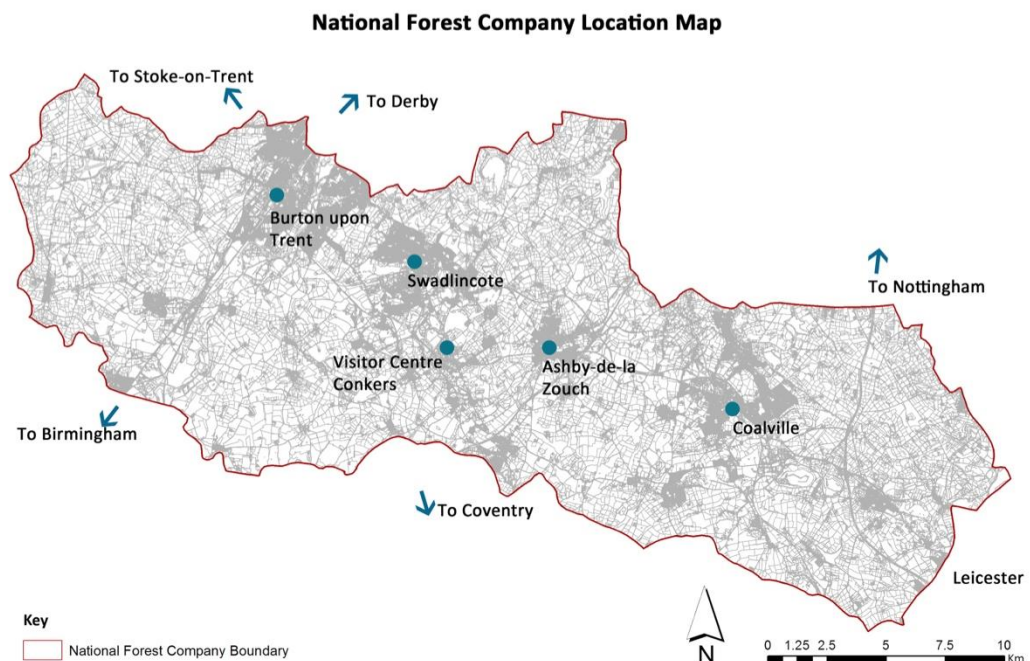 National Forest Company Location Map
To Stoke-on-Trent
To Derby
Burton upon
Trent
Swadlincote
To Nottingham
Visitor Centre
Conkers
Ashby-de-la
Zouch
Coalville
To Birmingham
To Coventry
Leicester
Key
National Forest Company Boundary
N
0 1.25 2.5 5 7.5 10
Km